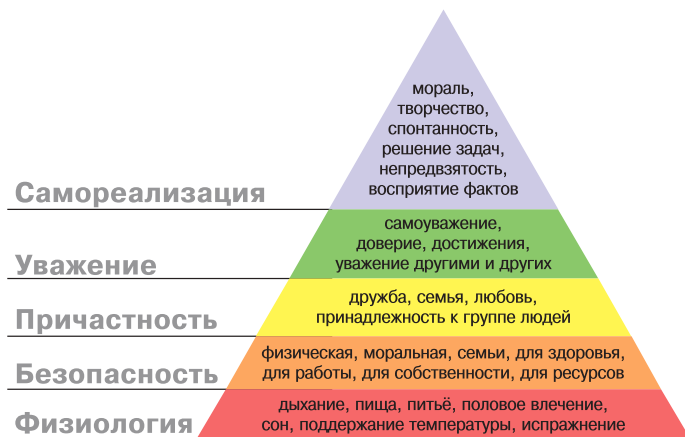 мораль,
творчество,
спонтанность,
решение задач,
непредвзятость,
восприятие фактов
Самореализация
самоуважение,
доверие, достижения,
уважение другими и других
Уважение
дружба, семья, любовь,
принадлежность к группе людей
Причастность
физическая, моральная, семьи, для здоровья,
для работы, для собственности, для ресурсов
Безопасность
дыхание, пища, питьё, половое влечение,
сон, поддержание температуры, испражнение
Физиология